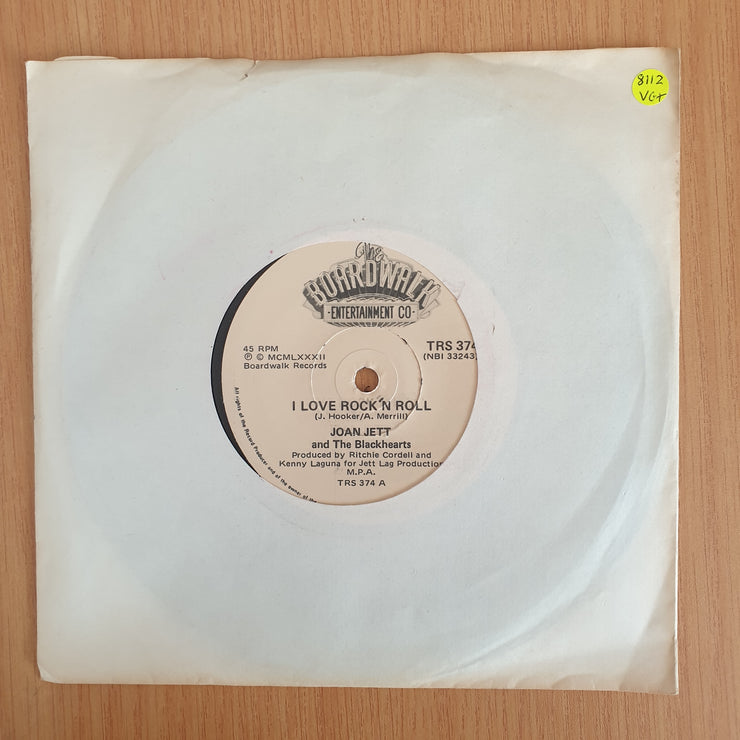 8112
VG+
The
BOARDWALK
ENTERTAINMENT CO
45 RPM
Ⓟ © MCMLXXXII
Boardwalk Records
TRS 374
(NBI 33243)
I LOVE ROCK'N ROLL
(J. Hooker/A. Merrill)
JOAN JETT
and The Blackhearts
Produced by Ritchie Cordell and
Kenny Laguna for Jett Lag Production
M.P.A.
TRS 374 A
All rights of the Record Producer and of the owner of the